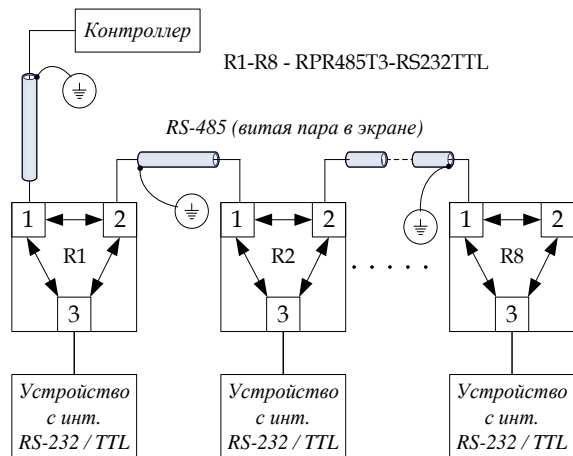 Контроллер
R1-R8 - RPR485T3-RS232TTL
RS-485 (витая пара в экране)
1
2
R1
3
1
2
R2
3
. . . . .
1
2
R8
3
Устройство
с инт.
RS-232 / TTL
Устройство
с инт.
RS-232 / TTL
Устройство
с инт.
RS-232 / TTL